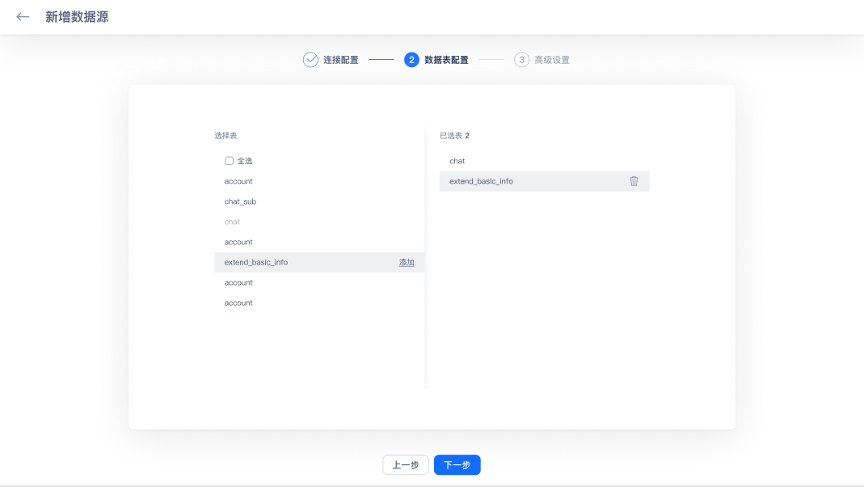 新增数据源
连接配置
2 数据表配置
3 高级设置
选择表
全选
account
chat_sub
chat
account
extend_basic_info 添加
account
account
已选表 2
chat
extend_basic_info
上一步 下一步